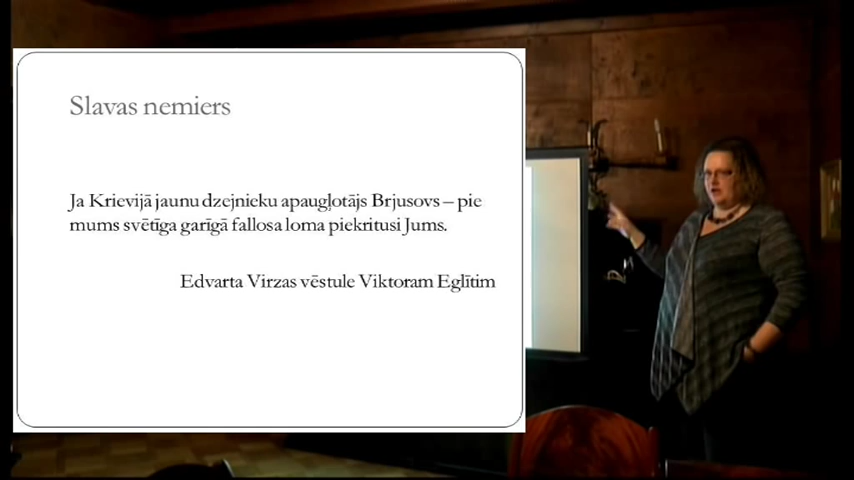 Slavas nemiers
Ja Krievijā jaunu dzejnieku apaugļotājs Brjusovs – pie
mums svētīga garīgā fallosa loma piekritusi Jums.
Edvarta Virzas vēstule Viktoram Eglītim